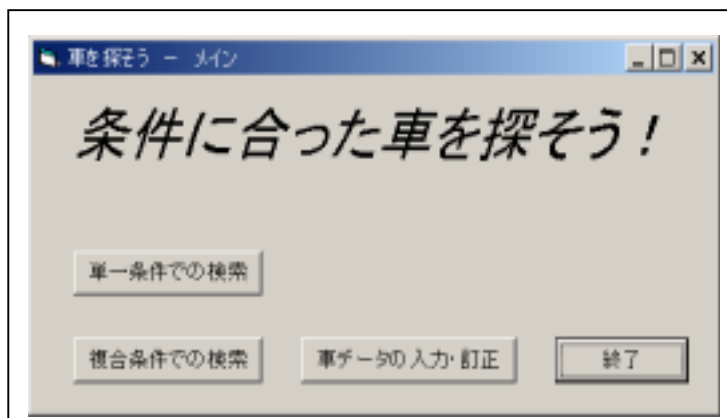 車を探そう － メイン
条件に合った車を探そう！
単一条件での検索
複合条件での検索 車データの入力･訂正 終了